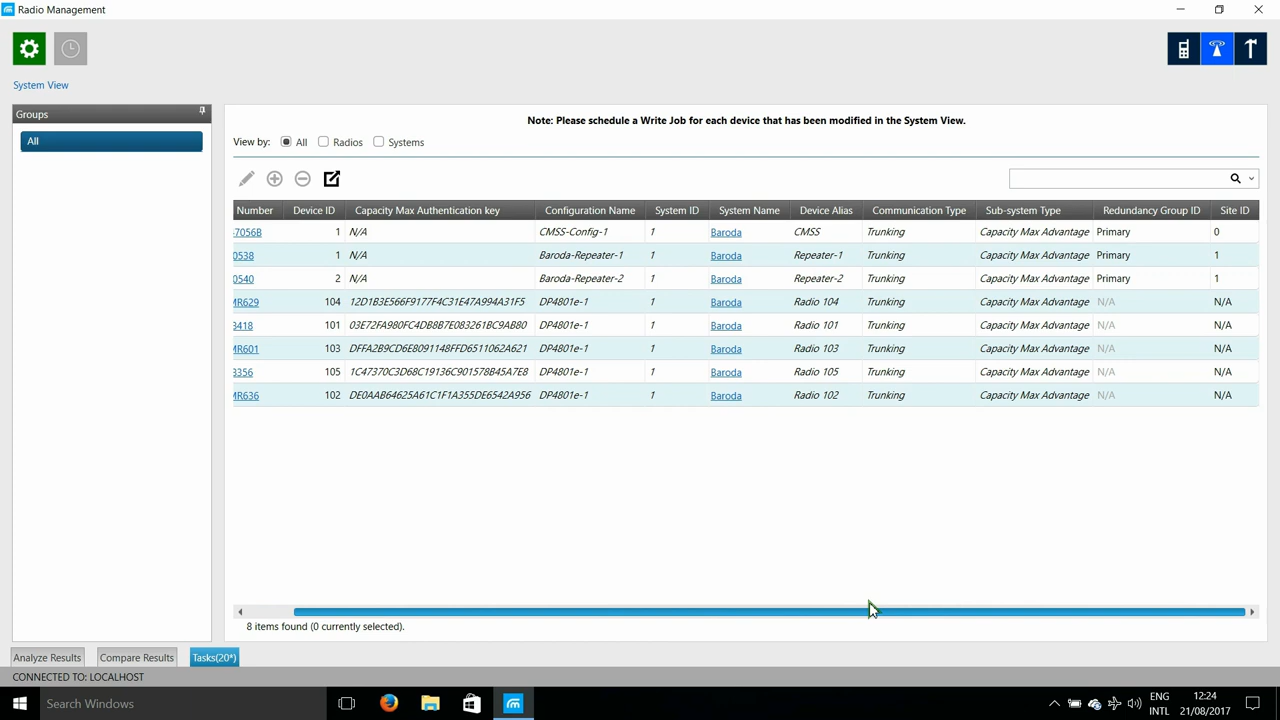 Radio Management
System View
Groups
All
Note: Please schedule a Write Job for each device that has been modified in the System View.
View by: All Radios Systems
Number Device ID Capacity Max Authentication key Configuration Name System ID System Name Device Alias Communication Type Sub-system Type Redundancy Group ID Site ID
7056B 1 N/A CMSS-Config-1 1 Baroda CMSS Trunking Capacity Max Advantage Primary 0
0538 1 N/A Baroda-Repeater-1 1 Baroda Repeater-1 Trunking Capacity Max Advantage Primary 1
0540 2 N/A Baroda-Repeater-2 1 Baroda Repeater-2 Trunking Capacity Max Advantage Primary 1
MR629 104 12D1B3E566F9177F4C31E47A994A31F5 DP4801e-1 1 Baroda Radio 104 Trunking Capacity Max Advantage N/A N/A
3418 101 03E72FA980FC4DB8B7E083261BC9AB80 DP4801e-1 1 Baroda Radio 101 Trunking Capacity Max Advantage N/A N/A
MR601 103 DFFA2B9CD6E8091148FFD6511062A621 DP4801e-1 1 Baroda Radio 103 Trunking Capacity Max Advantage N/A N/A
3356 105 1C47370C3D68C19136C901578B45A7E8 DP4801e-1 1 Baroda Radio 105 Trunking Capacity Max Advantage N/A N/A
MR636 102 DE0AAB64625A61C1F1A355DE6542A956 DP4801e-1 1 Baroda Radio 102 Trunking Capacity Max Advantage N/A N/A
8 items found (0 currently selected).
Analyze Results Compare Results Tasks(20*)
CONNECTED TO: LOCALHOST
Search Windows
ENG 12:24
INTL 21/08/2017